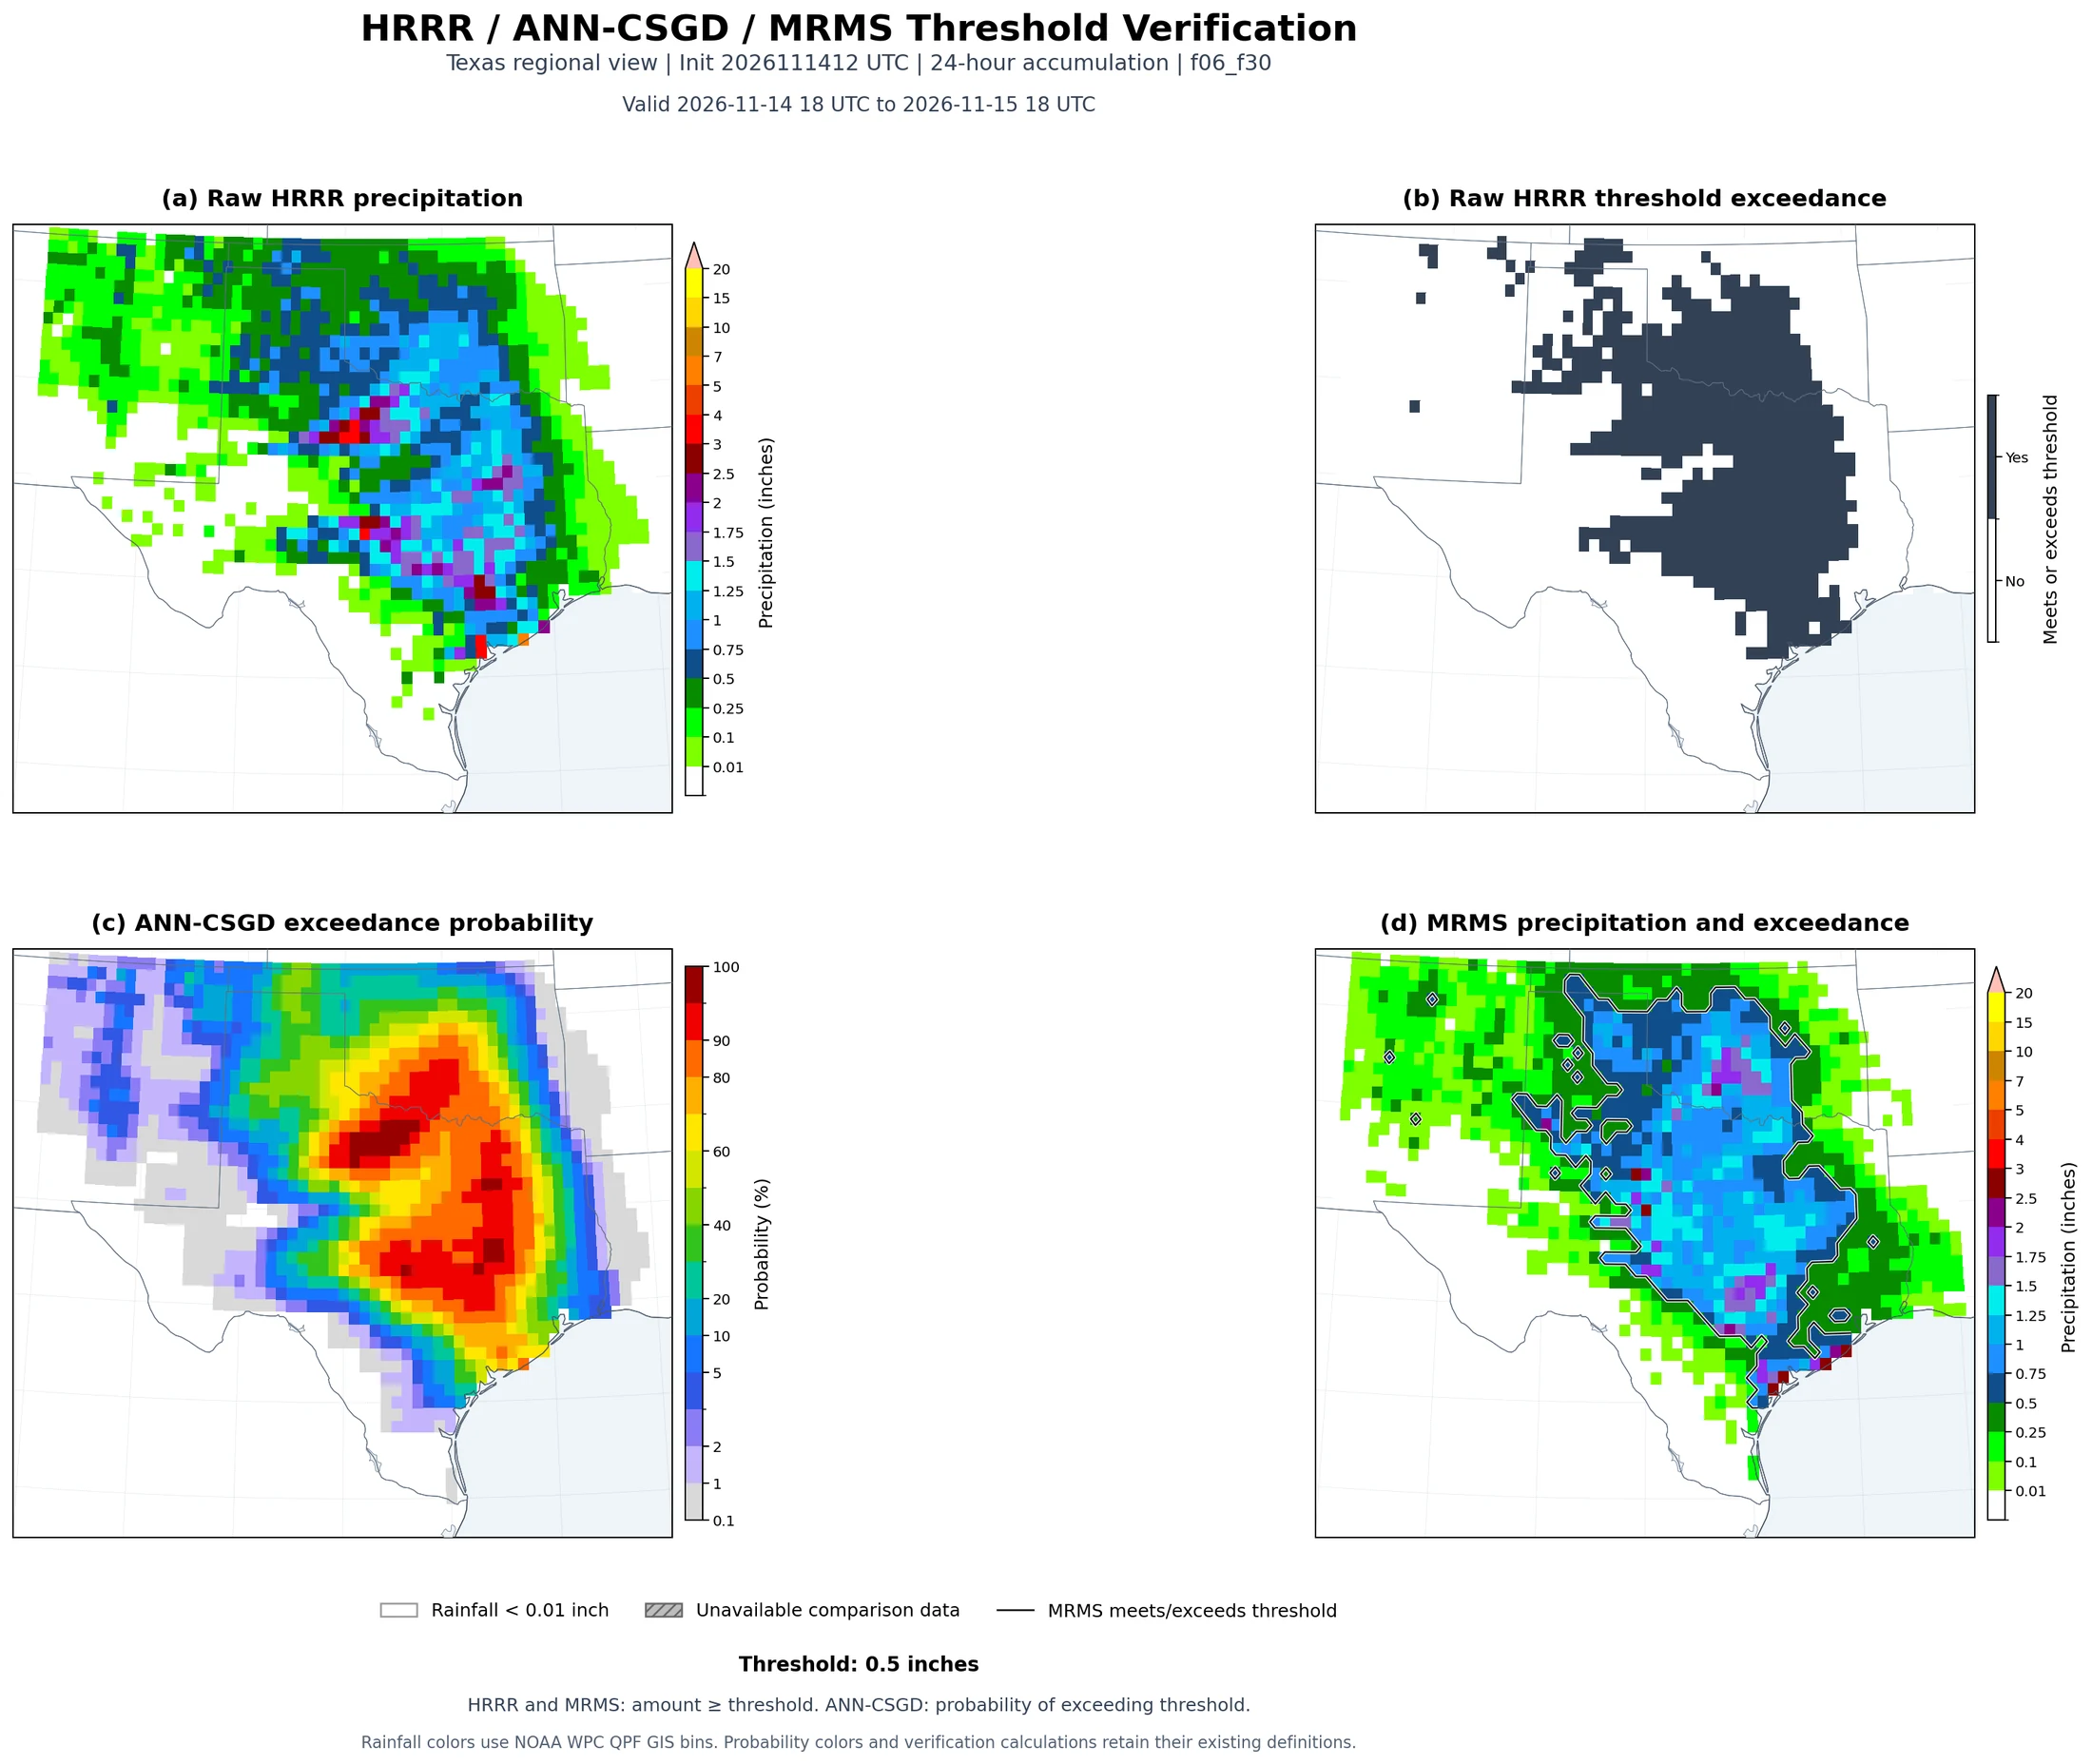 HRRR / ANN-CSGD / MRMS Threshold Verification
Texas regional view | Init 2026111412 UTC | 24-hour accumulation | f06_f30
Valid 2026-11-14 18 UTC to 2026-11-15 18 UTC
(a) Raw HRRR precipitation
20
15
10
7
5
4
3
2.5
2
1.75
1.5
1.25
1
0.75
0.5
0.25
0.1
0.01
Precipitation (inches)
(b) Raw HRRR threshold exceedance
Yes
No
Meets or exceeds threshold
(c) ANN-CSGD exceedance probability
100
90
80
60
40
20
10
5
2
1
0.1
Probability (%)
(d) MRMS precipitation and exceedance
20
15
10
7
5
4
3
2.5
2
1.75
1.5
1.25
1
0.75
0.5
0.25
0.1
0.01
Precipitation (inches)
Rainfall < 0.01 inch
Unavailable comparison data
MRMS meets/exceeds threshold
Threshold: 0.5 inches
HRRR and MRMS: amount ≥ threshold. ANN-CSGD: probability of exceeding threshold.
Rainfall colors use NOAA WPC QPF GIS bins. Probability colors and verification calculations retain their existing definitions.